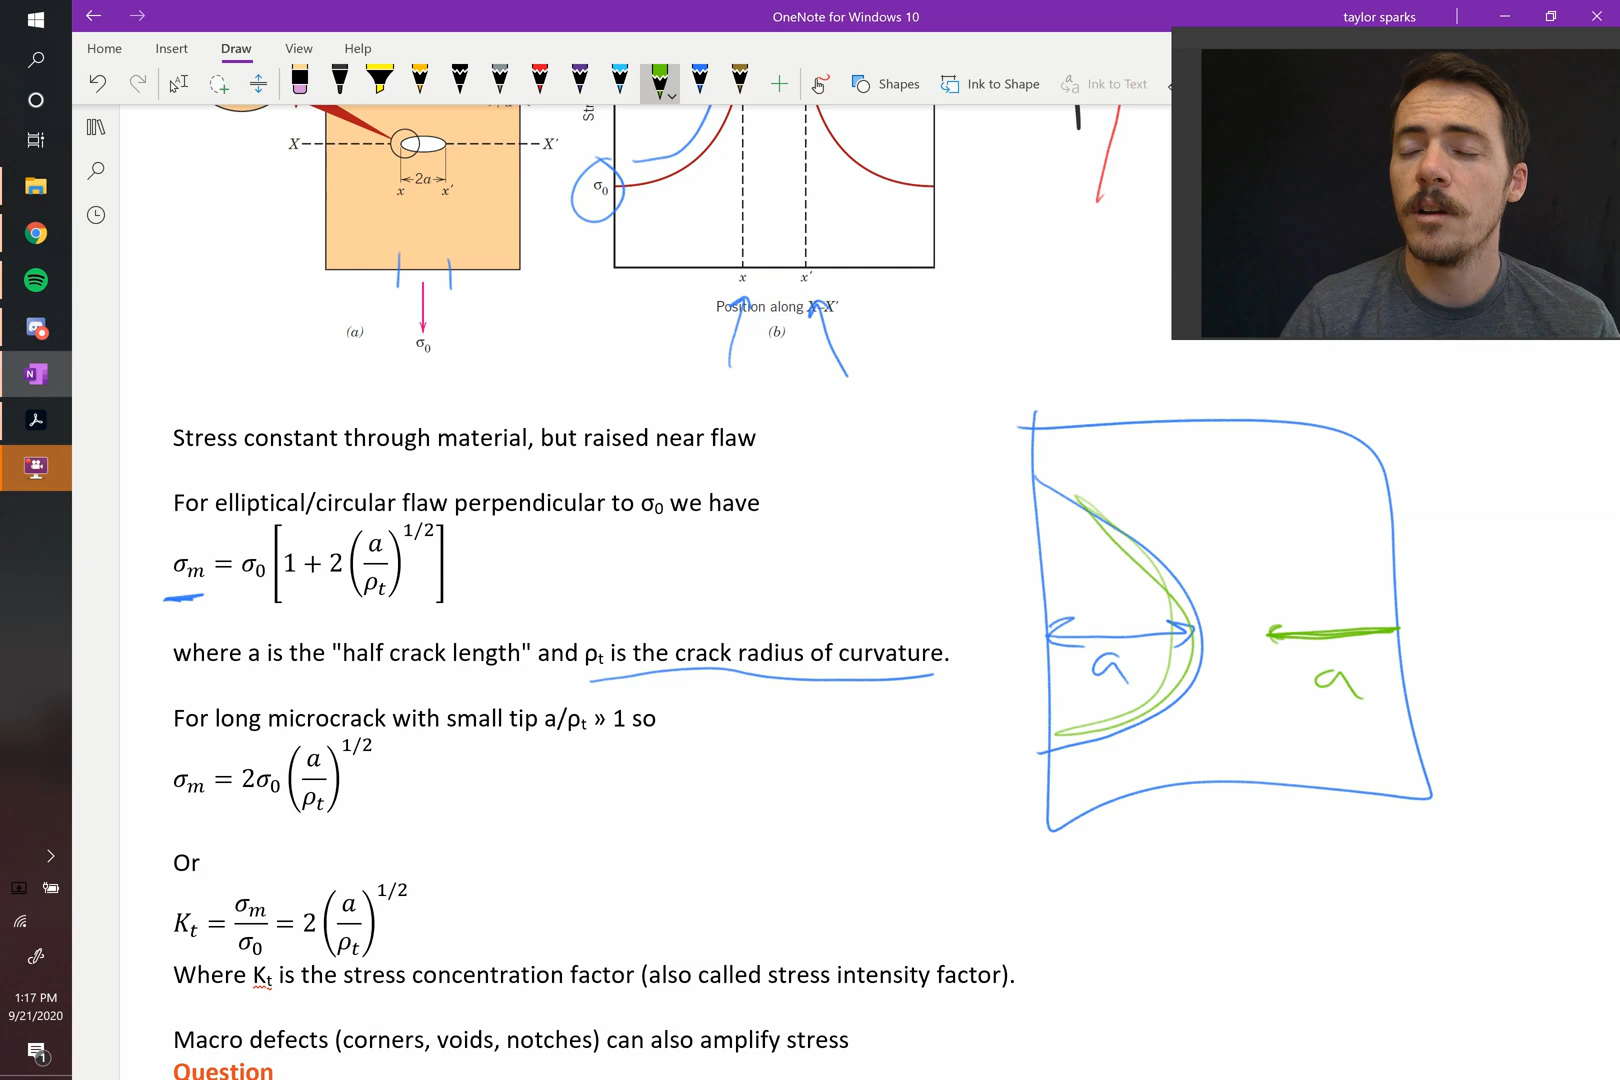 OneNote for Windows 10
taylor sparks
Home Insert Draw View Help
Shapes
Ink to Shape
Ink to Text
X
X′
2a
x x′
σ₀
(a)
σ₀
x x′
Position along X–X′
(b)
Stress constant through material, but raised near flaw
For elliptical/circular flaw perpendicular to σ₀ we have
σₘ = σ₀ [1 + 2 (a/ρₜ)^1/2]
where a is the "half crack length" and ρₜ is the crack radius of curvature.
For long microcrack with small tip a/ρₜ » 1 so
σₘ = 2σ₀ (a/ρₜ)^1/2
Or
Kₜ = σₘ/σ₀ = 2 (a/ρₜ)^1/2
Where Kₜ is the stress concentration factor (also called stress intensity factor).
Macro defects (corners, voids, notches) can also amplify stress
Question
a
a
1:17 PM
9/21/2020
1